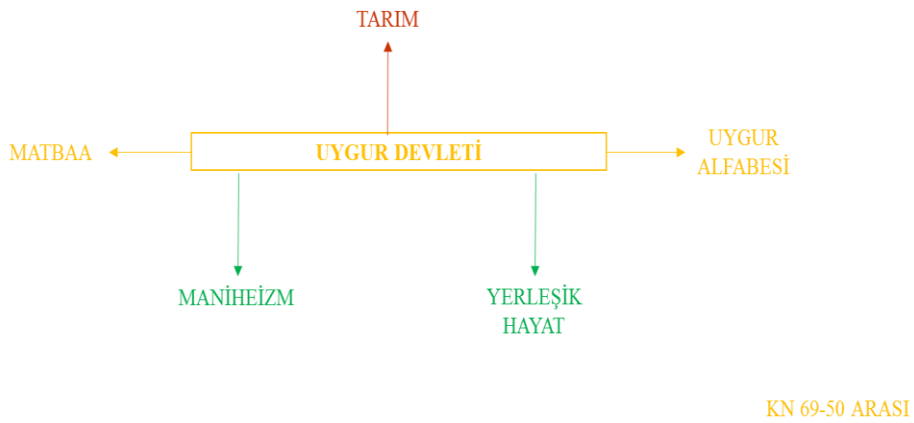 TARIM
MATBAA
UYGUR DEVLETİ
UYGUR
ALFABESİ
MANİHEİZM
YERLEŞİK
HAYAT
KN 69-50 ARASI